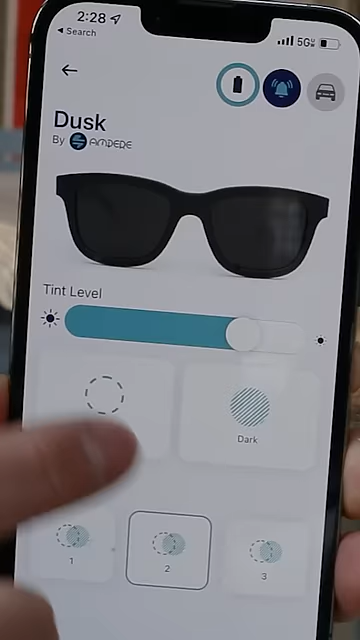 2:28
Search
5G
Dusk
By AMPERE
Tint Level
Dark
1
2
3